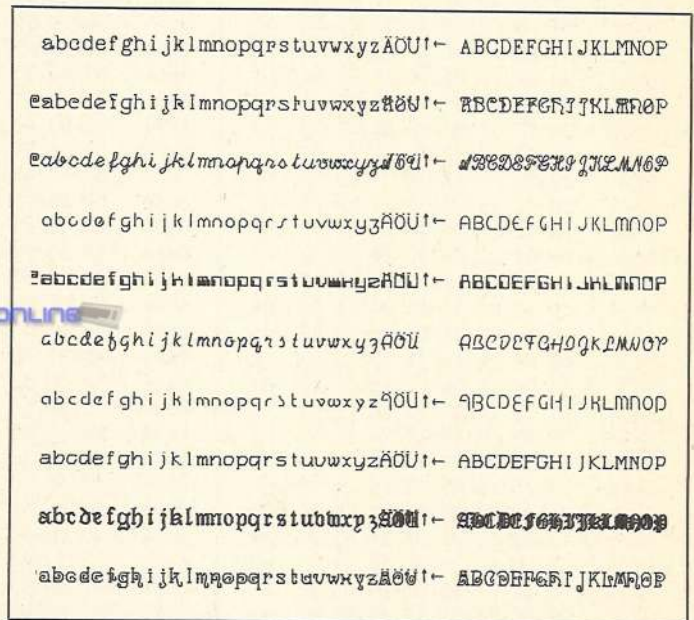 abcdefghijklmnopqrstuvwxyzÄÖÜ↑← ABCDEFGHIJKLMNOP
@abcdefghijklmnopqrstuvwxyzÄÖÜ↑← ABCDEFGHIJKLMNOP
@abcdefghijklmnopqrstuvwxyzÄÖÜ↑← ABCDEFGHIJKLMNOP
abcdefghijklmnopqrstuvwxyzÄÖÜ↑← ABCDEFGHIJKLMNOP
abcdefghijklmnopqrstuvwxyzÄÖÜ↑← ABCDEFGHIJKLMNOP
online
abcdefghijklmnopqrstuvwxyzÄÖÜ ABCDEFGHIJKLMNOP
abcdefghijklmnopqrstuvwxyzÄÖÜ↑← ABCDEFGHIJKLMNOP
abcdefghijklmnopqrstuvwxyzÄÖÜ↑← ABCDEFGHIJKLMNOP
abcdefghijklmnopqrstuvwxyzÄÖÜ↑← ABCDEFGHIJKLMNOP
abcdefghijklmnopqrstuvwxyzÄÖÜ↑← ABCDEFGHIJKLMNOP